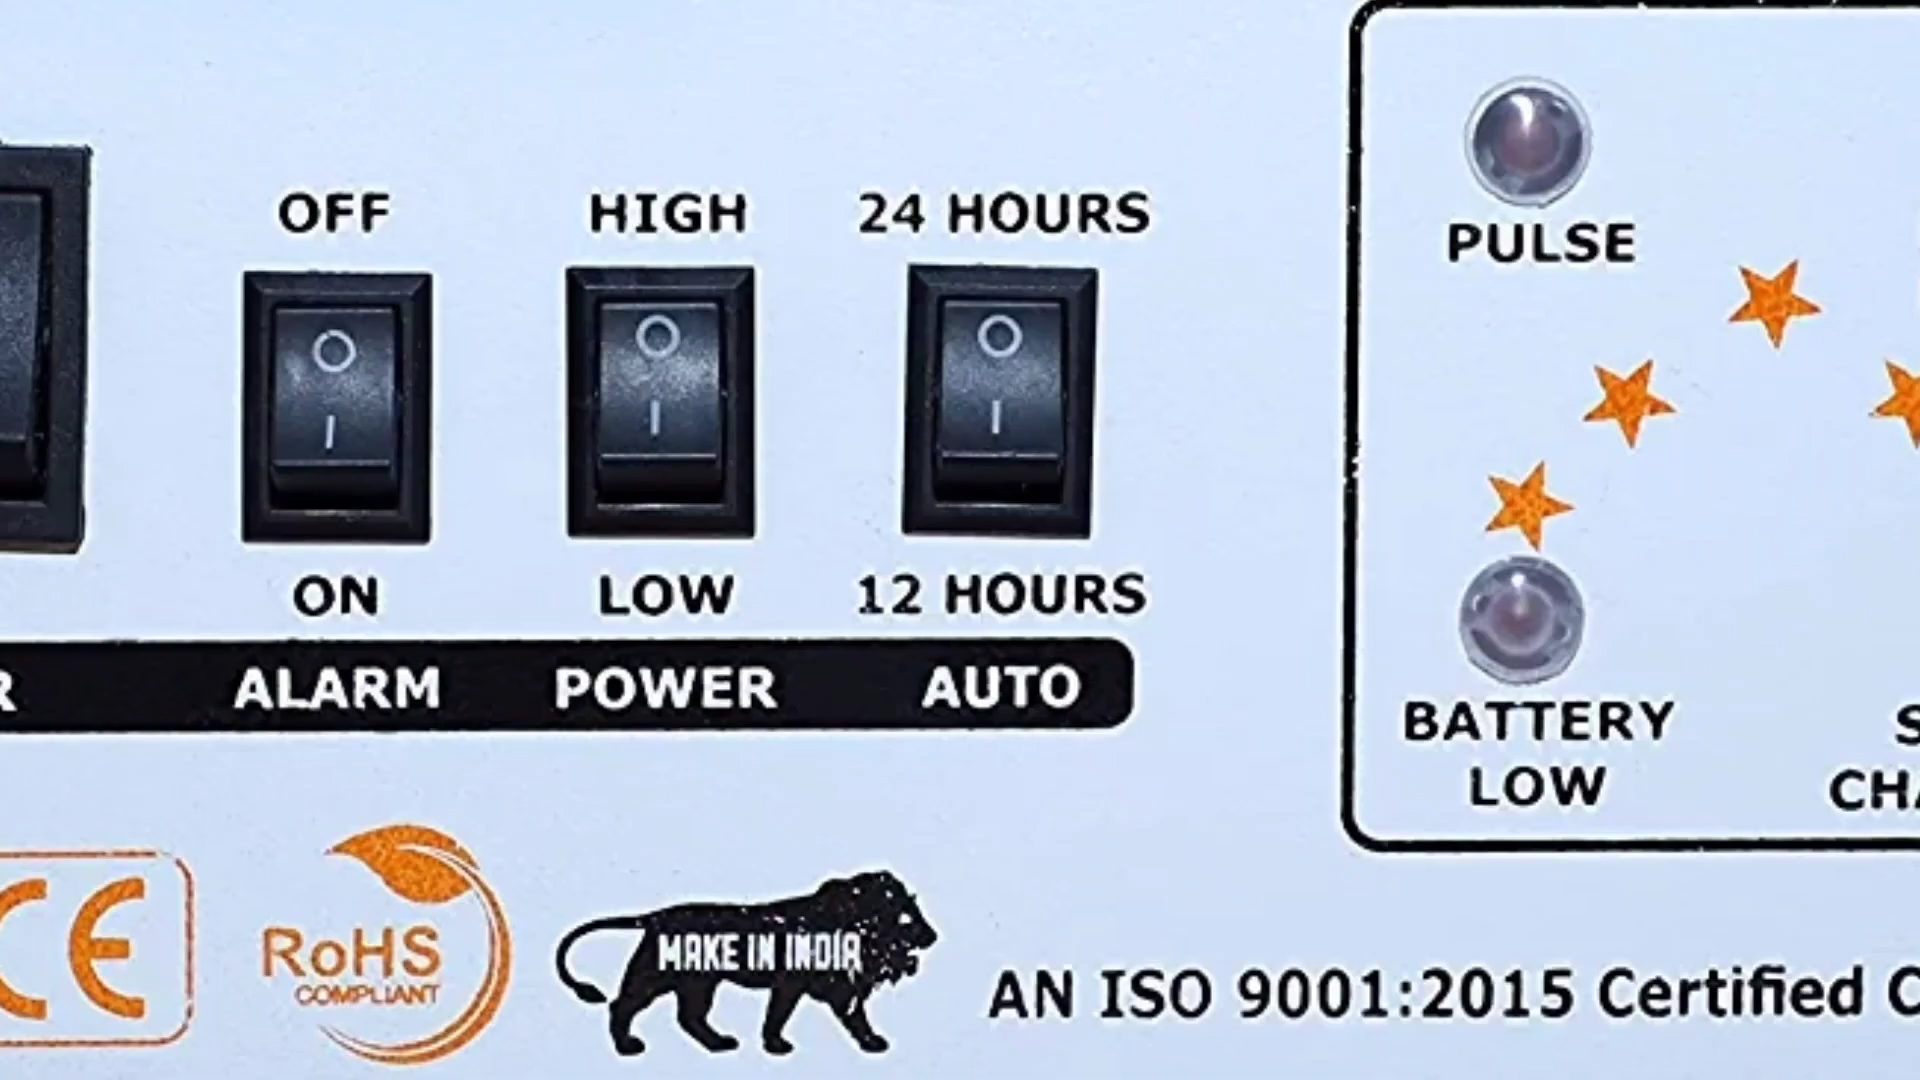 OFF
HIGH
24 HOURS
PULSE
ON
LOW
12 HOURS
ALARM
POWER
AUTO
BATTERY
LOW
CE
RoHS
COMPLIANT
MAKE IN INDIA
AN ISO 9001:2015 Certified